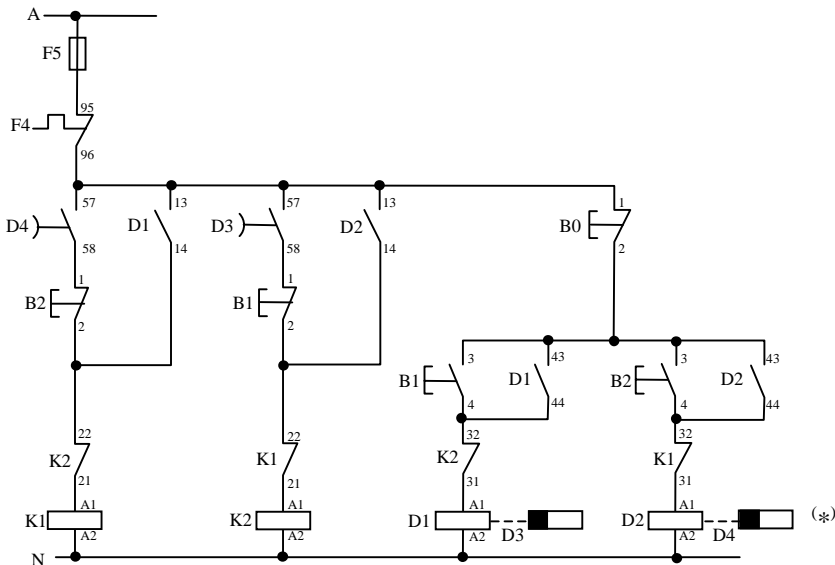 A
F5
95
F4
96
57 13 57 13 1
D4 D1 D3 D2 B0
58 14 58 14 2
1 1
B2 B1
2 2
3 43 3 43
B1 D1 B2 D2
4 44 4 44
22 22 32 32
K2 K1 K2 K1
21 21 31 31
A1 A1 A1 A1
K1 K2 D1 D3 D2 D4 (*)
A2 A2 A2 A2
N